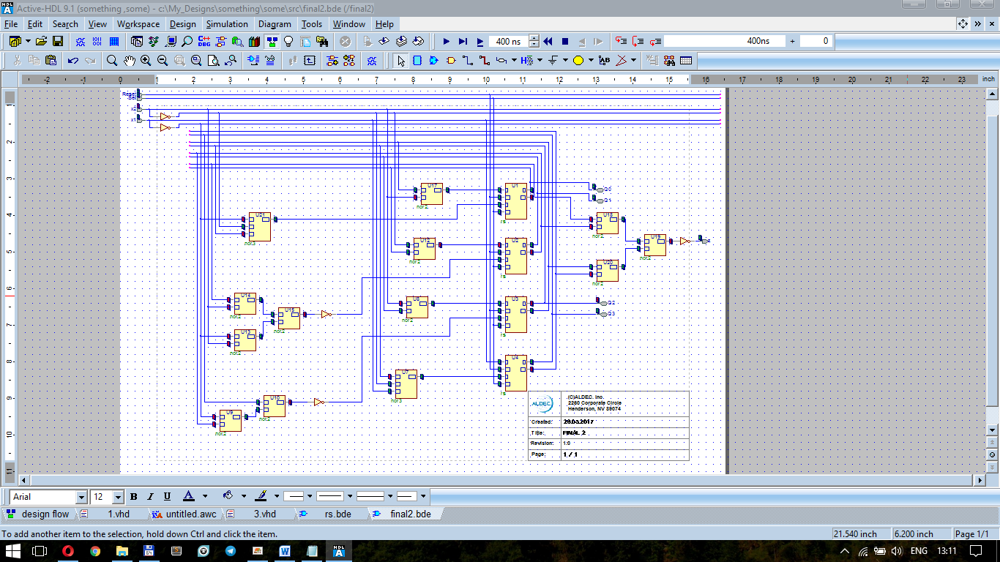 Active-HDL 9.1 (something ,some) - c:\My_Designs\something\some\src\final2.bde (/final2)
File Edit Search View Workspace Design Simulation Diagram Tools Window Help
400 ns 400ns + 0
-2 -1 0 1 2 3 4 5 6 7 8 9 10 11 12 13 14 15 16 17 18 19 20 21 22 23 inch
1 2 3 4 5 6 7 8 9 10 11
Reset
x2
x1
U17
nor2
U1
rs
Q0
Q1
U21
nor3
U18
nor2
U12
nor2
U2
rs
U19
nor2
z
U20
nor2
U14
nor2
U8
nor2
U3
rs
Q2
Q3
U15
nor2
U13
nor2
U4
rs
U7
nor3
U10
nor2
U9
nor2
ALDEC
(C)ALDEC. Inc.
2260 Corporate Circle
Henderson, NV 89074
Created:
Title: FINAL 2
Revision: 1.0
Page: 1 / 1
Arial 12 B I U A
design flow 1.vhd untitled.awc 3.vhd rs.bde final2.bde
To add another item to the selection, hold down Ctrl and click the item. 21.540 inch 6.200 inch Page 1/1
64 HDL ENG 13:11